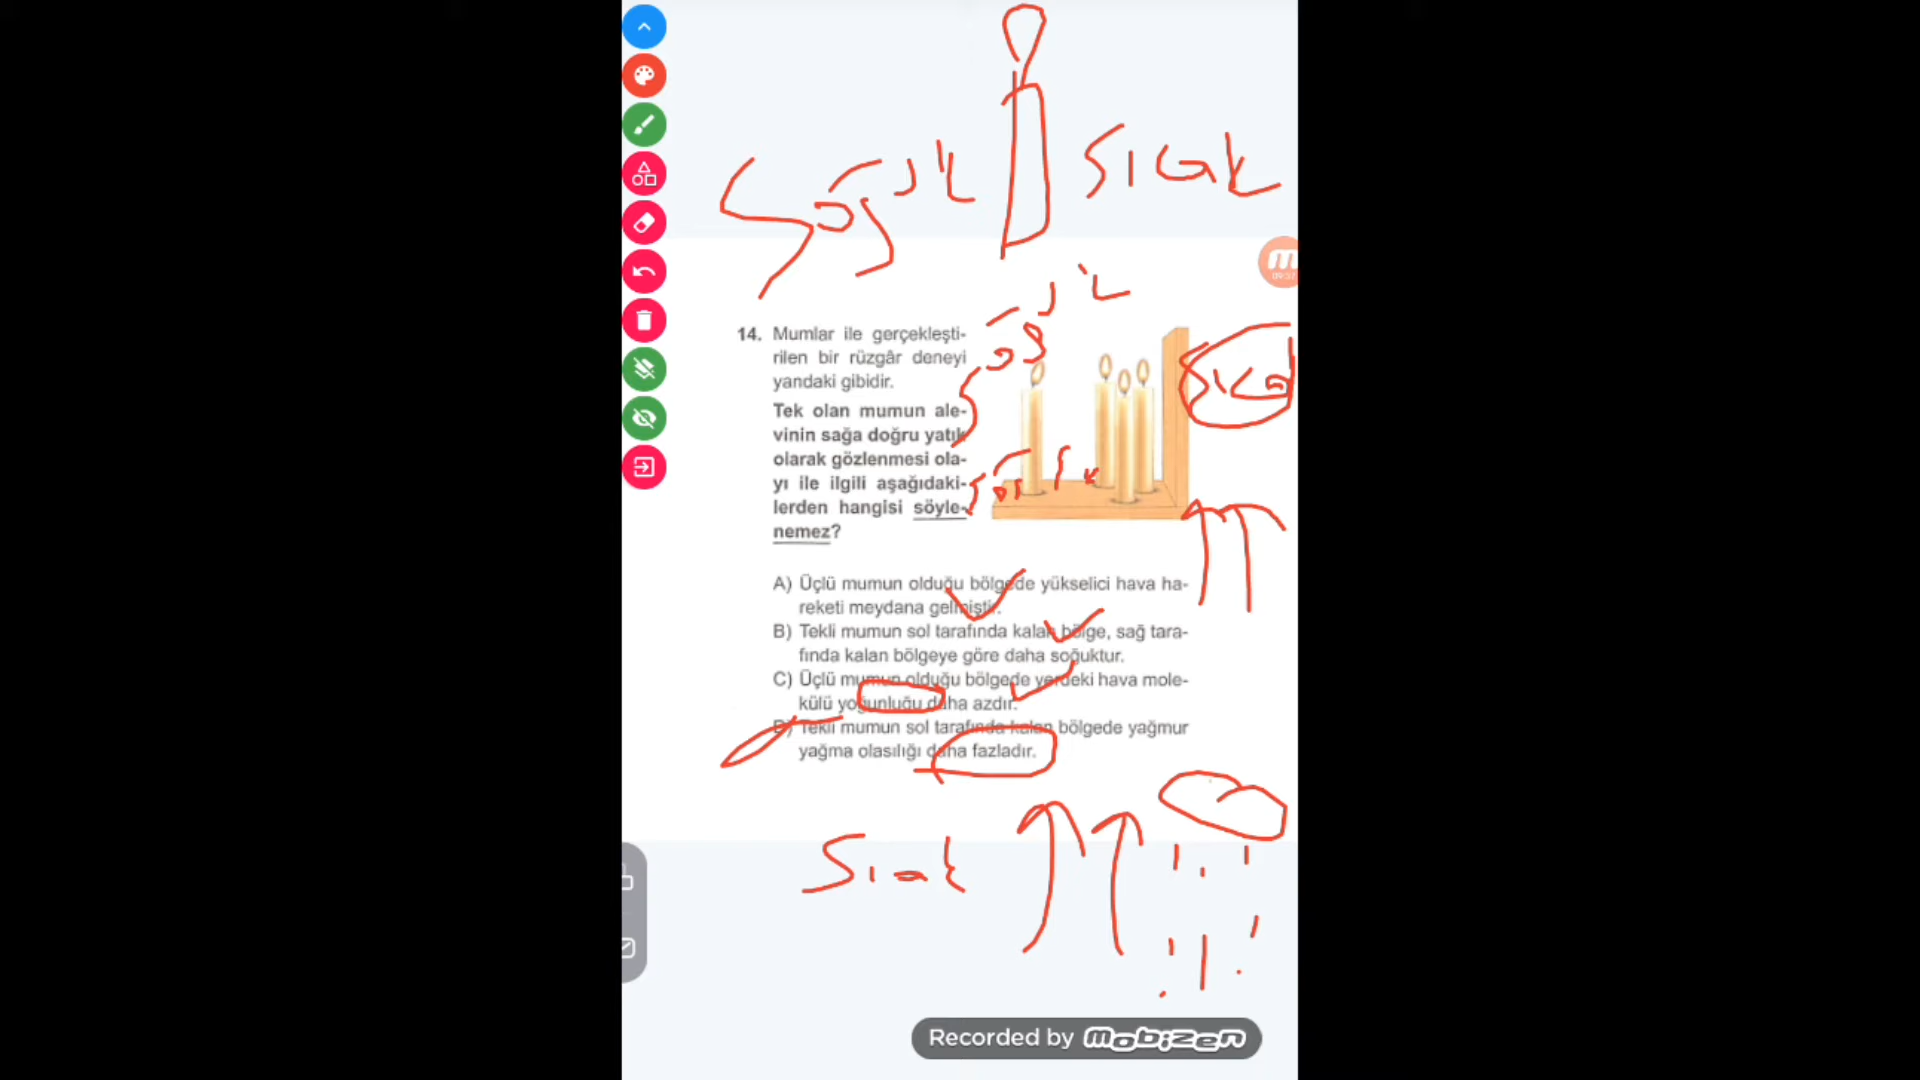 Soğuk
Sıcak
Soğuk
14. Mumlar ile gerçekleşti-
rilen bir rüzgâr deneyi
yandaki gibidir.
Sıca
Tek olan mumun ale-
vinin sağa doğru yatık
olarak gözlenmesi ola-
yı ile ilgili aşağıdaki-
lerden hangisi söyle-
nemez?
A) Üçlü mumun olduğu bölgede yükselici hava ha-
reketi meydana gelmiştir.
B) Tekli mumun sol tarafında kalan bölge, sağ tara-
fında kalan bölgeye göre daha soğuktur.
C) Üçlü mumun olduğu bölgede yerdeki hava mole-
külü yoğunluğu daha azdır.
D) Tekli mumun sol tarafında kalan bölgede yağmur
yağma olasılığı daha fazladır.
Recorded by mobizen